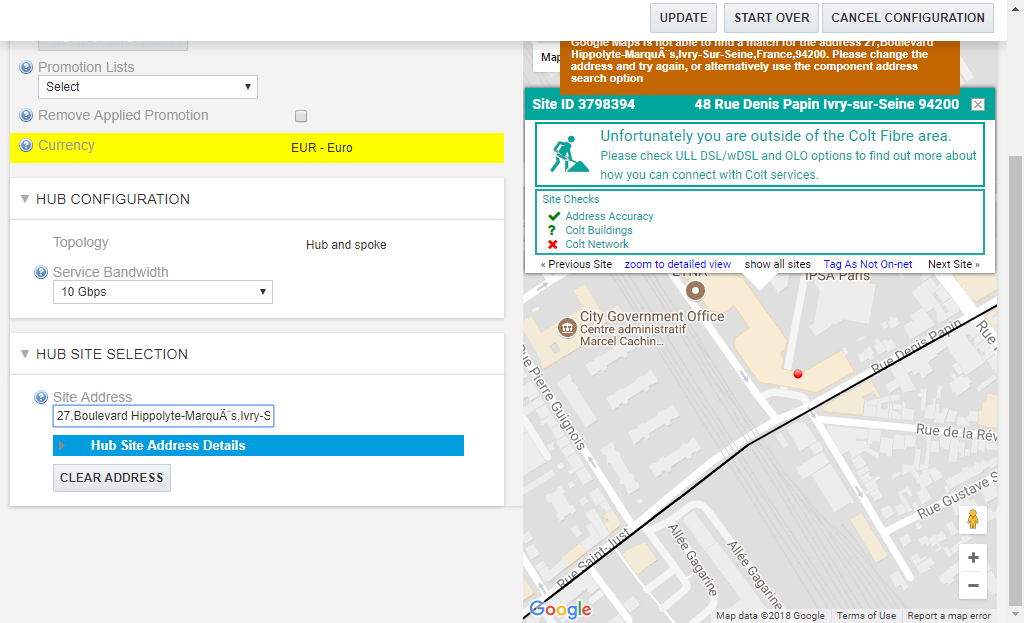 UPDATE
START OVER
CANCEL CONFIGURATION
Promotion Lists
Select
Remove Applied Promotion
Currency
EUR - Euro
HUB CONFIGURATION
Topology
Hub and spoke
Service Bandwidth
10 Gbps
HUB SITE SELECTION
Site Address
27,Boulevard Hippolyte-MarquÃ¨s,Ivry-S
Hub Site Address Details
CLEAR ADDRESS
Map
Google Maps is not able to find a match for the address 27,Boulevard
Hippolyte-MarquÃ¨s,Ivry-Sur-Seine,France,94200. Please change the
address and try again, or alternatively use the component address
search option
Site ID 3798394
48 Rue Denis Papin Ivry-sur-Seine 94200
Unfortunately you are outside of the Colt Fibre area.
Please check ULL DSL/wDSL and OLO options to find out more about
how you can connect with Colt services.
Site Checks
Address Accuracy
? Colt Buildings
Colt Network
« Previous Site
zoom to detailed view
show all sites
Tag As Not On-net
Next Site »
ETNA
IPSA Paris
City Government Office
Centre administratif
Marcel Cachin...
Rue Denis Papin
Rue Pierre Guignois
Rue de la Rév
Rue Gustave S
Rue Saint-Just
Allée Gagarine
Allée Gagarine
Google
Map data ©2018 Google
Terms of Use
Report a map error